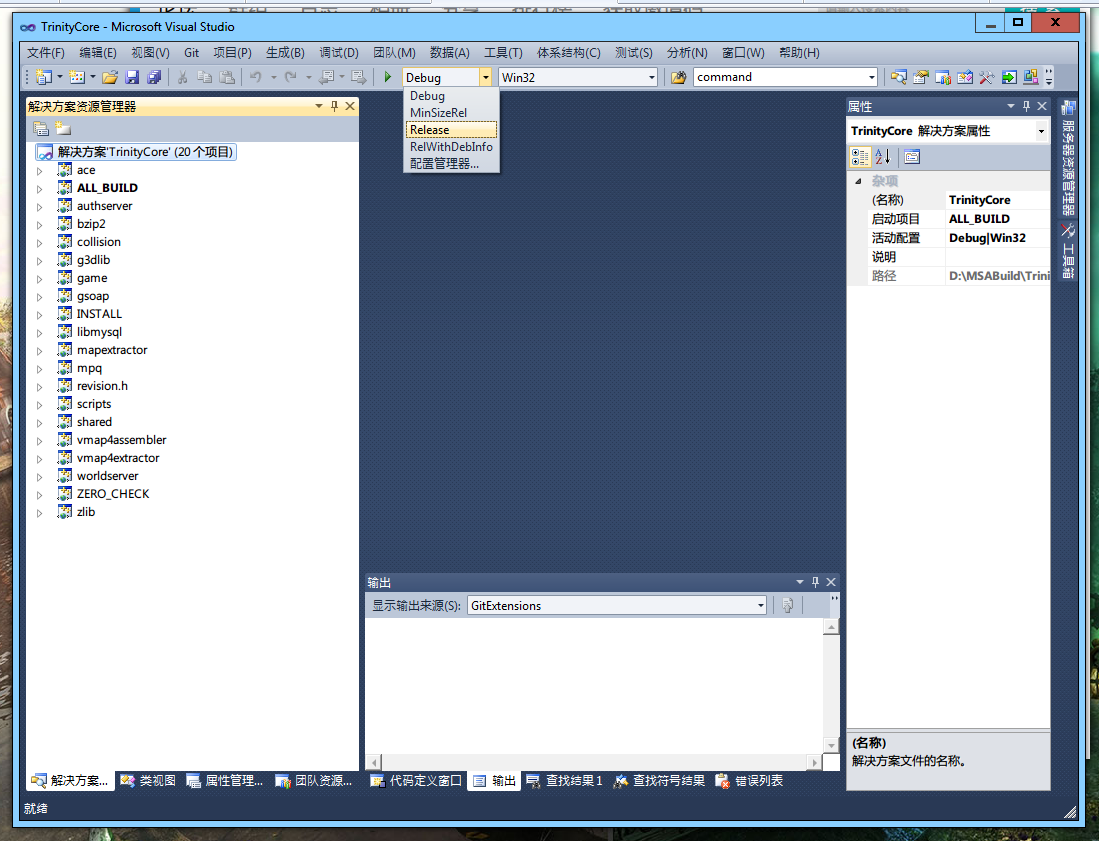 TrinityCore - Microsoft Visual Studio
文件(F) 编辑(E) 视图(V) Git 项目(P) 生成(B) 调试(D) 团队(M) 数据(A) 工具(T) 体系结构(C) 测试(S) 分析(N) 窗口(W) 帮助(H)
Debug Win32 command
Debug
MinSizeRel
Release
RelWithDebInfo
配置管理器...
解决方案资源管理器
解决方案'TrinityCore' (20 个项目)
ace
ALL_BUILD
authserver
bzip2
collision
g3dlib
game
gsoap
INSTALL
libmysql
mapextractor
mpq
revision.h
scripts
shared
vmap4assembler
vmap4extractor
worldserver
ZERO_CHECK
zlib
解决方案... 类视图 属性管理... 团队资源...
输出
显示输出来源(S): GitExtensions
代码定义窗口 输出 查找结果 1 查找符号结果 错误列表
属性
TrinityCore 解决方案属性
杂项
(名称) TrinityCore
启动项目 ALL_BUILD
活动配置 Debug|Win32
说明
路径 D:\MSABuild\Trini
(名称)
解决方案文件的名称。
服务器资源管理器
工具箱
就绪